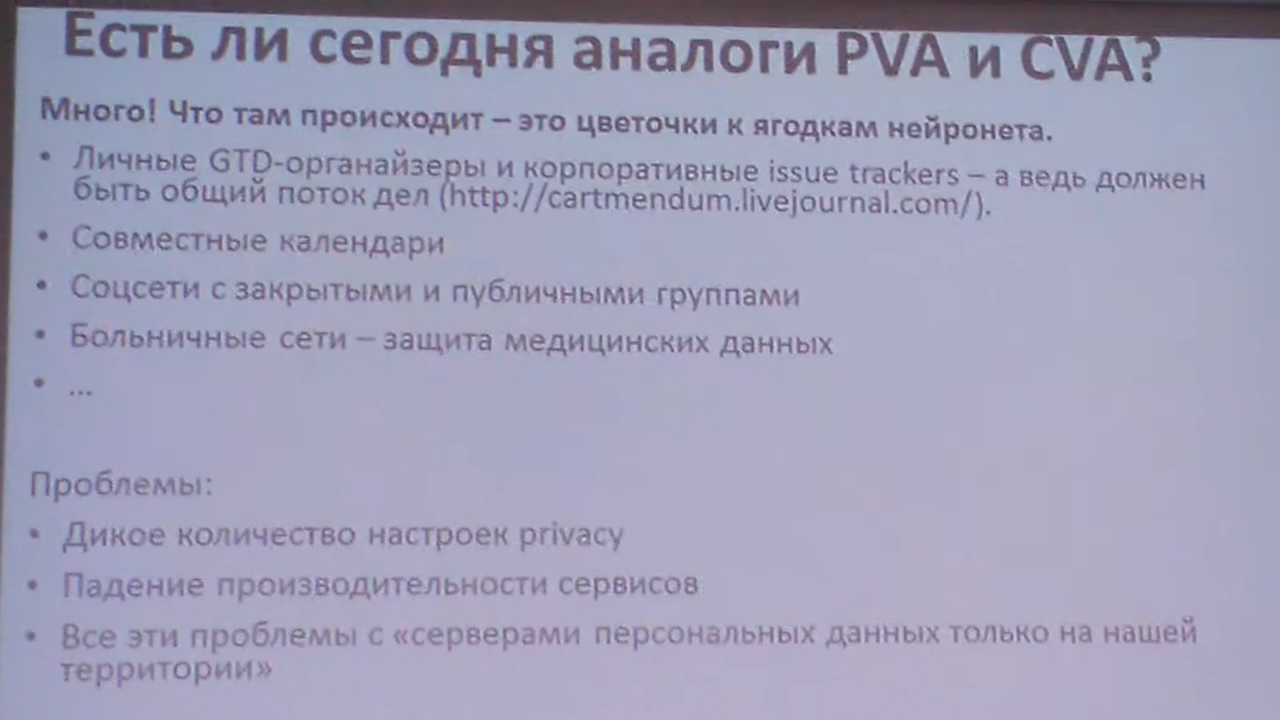 Есть ли сегодня аналоги PVA и CVA?
Много! Что там происходит – это цветочки к ягодкам нейронета.
• Личные GTD-органайзеры и корпоративные issue trackers – а ведь должен
быть общий поток дел (http://cartmendum.livejournal.com/).
• Совместные календари
• Соцсети с закрытыми и публичными группами
• Больничные сети – защита медицинских данных
• ...
Проблемы:
• Дикое количество настроек privacy
• Падение производительности сервисов
• Все эти проблемы с «серверами персональных данных только на нашей
территории»